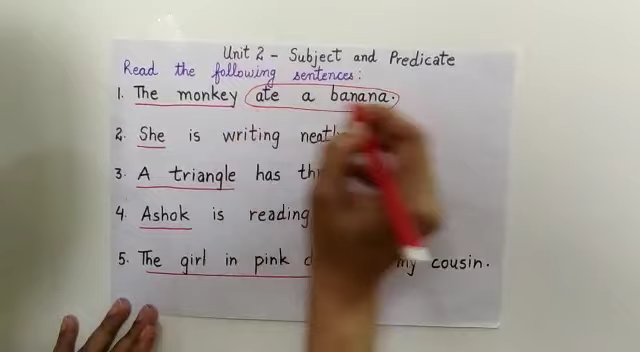 Unit 2 - Subject and Predicate
Read the following sentences:
1. The monkey ate a banana.
2. She is writing
3. A triangle has
4. Ashok is reading
5. The girl in pink my cousin.